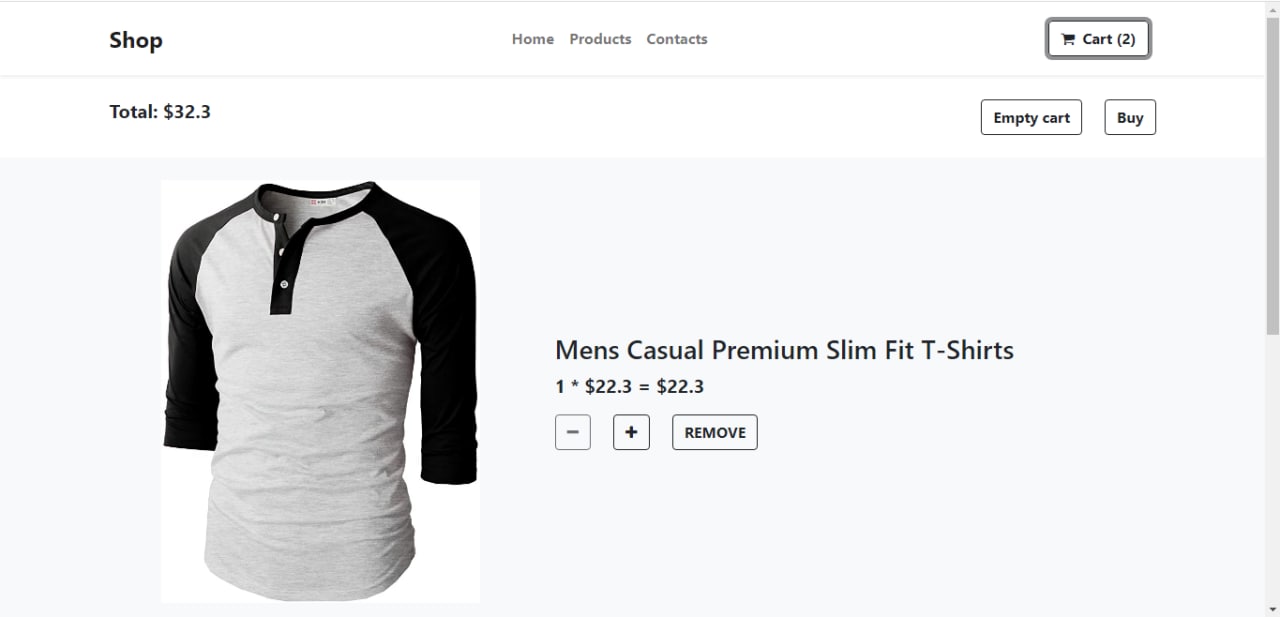 Shop
Home Products Contacts
Cart (2)
Total: $32.3
Empty cart Buy
Mens Casual Premium Slim Fit T-Shirts
1 * $22.3 = $22.3
− + REMOVE